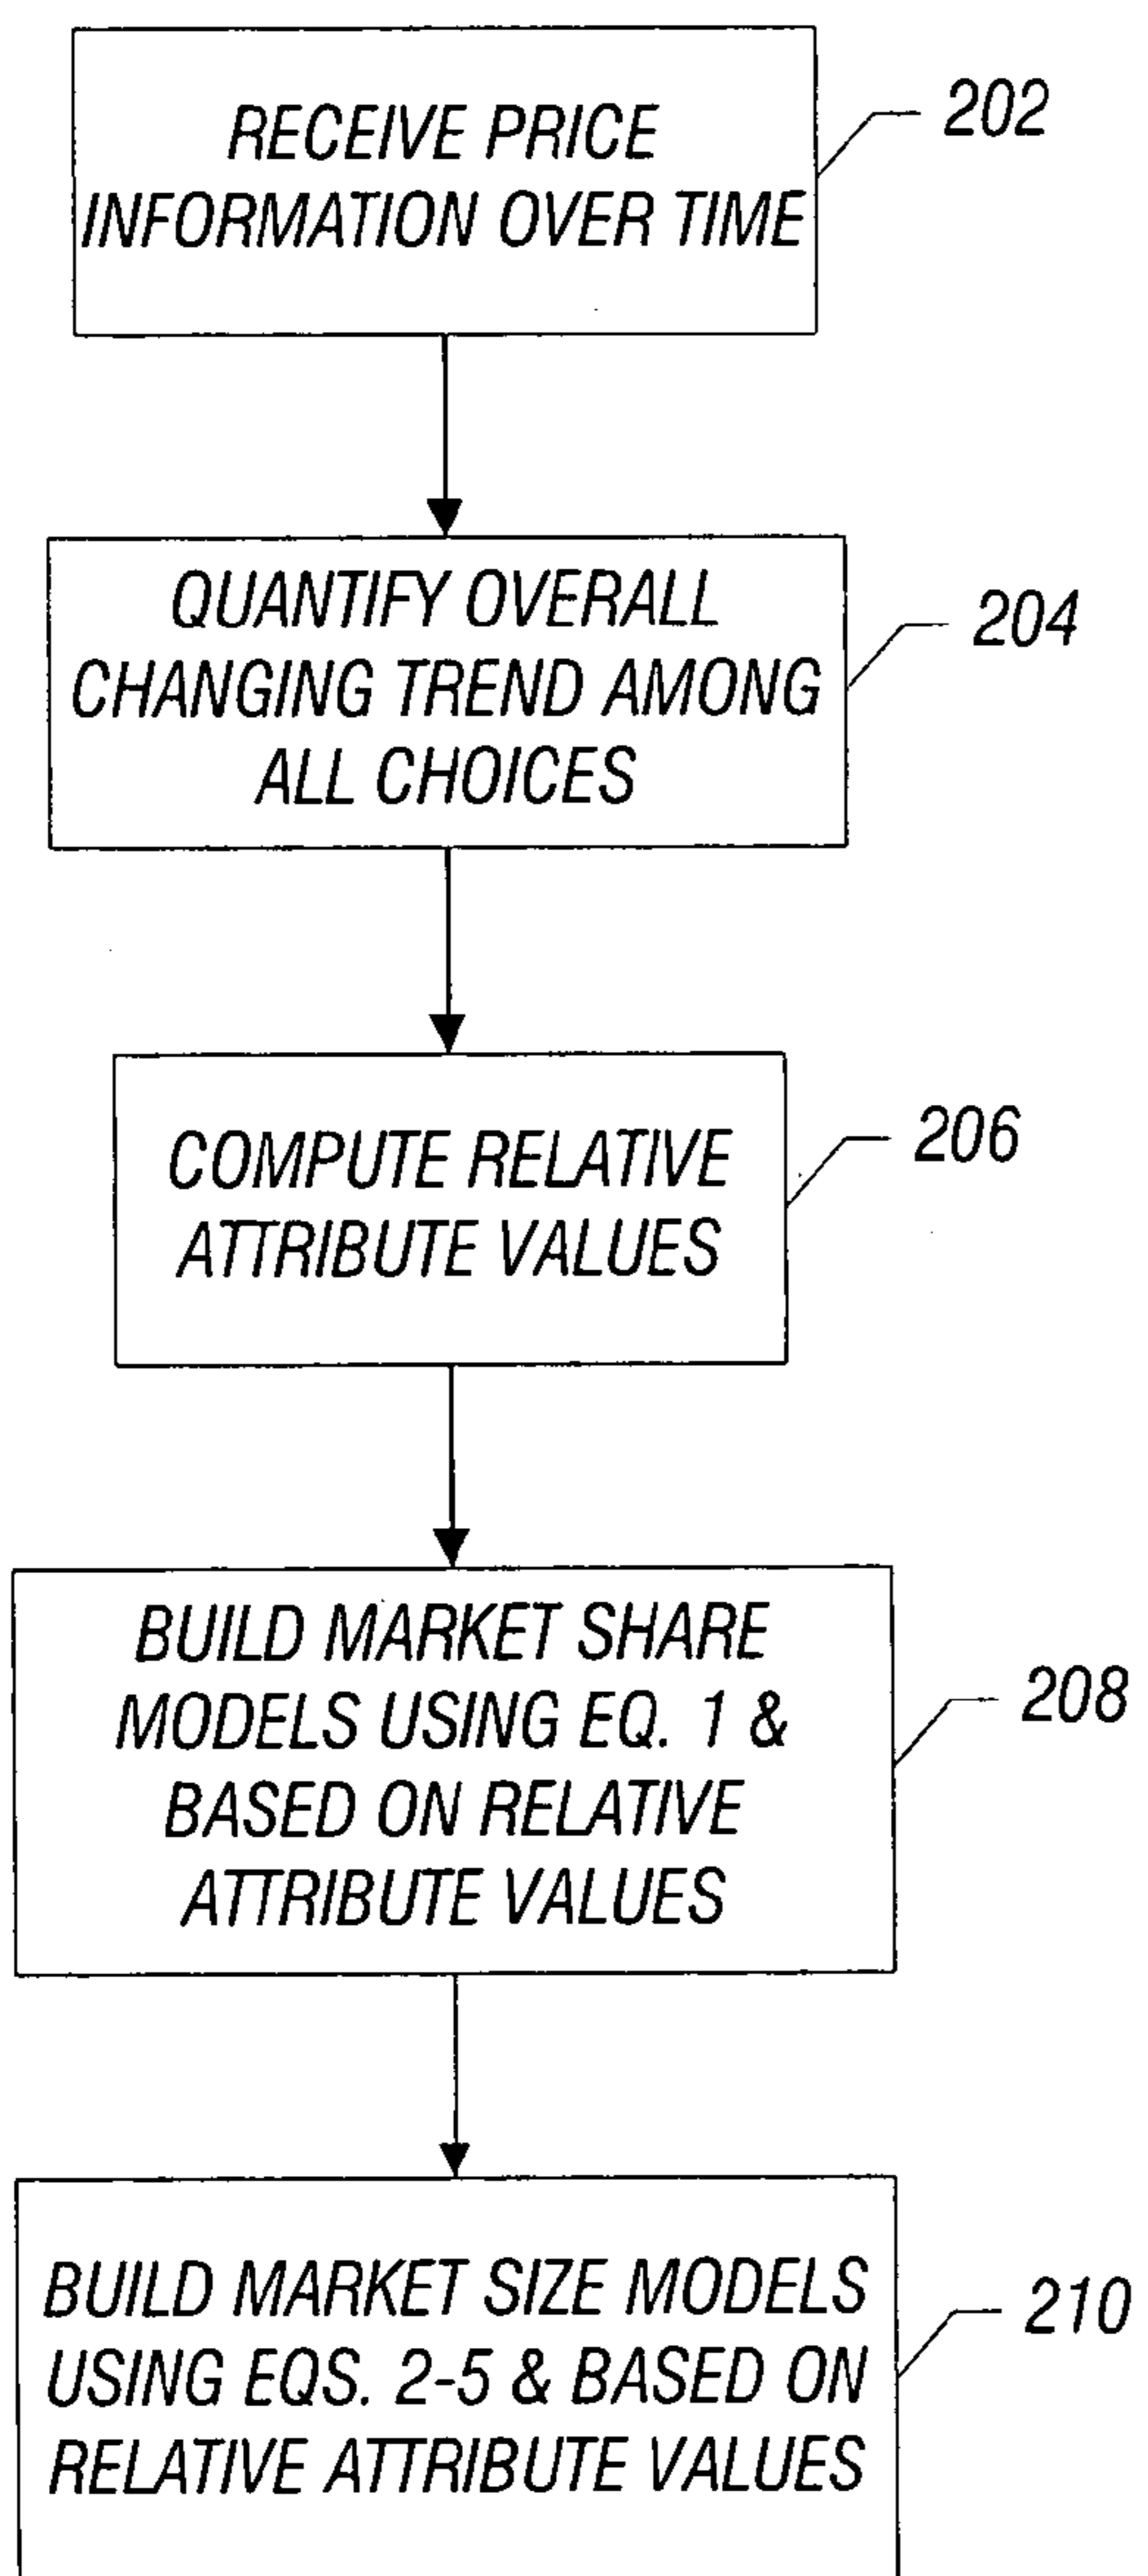 RECEIVE PRICE
INFORMATION OVER TIME
202
QUANTIFY OVERALL
CHANGING TREND AMONG
ALL CHOICES
204
COMPUTE RELATIVE
ATTRIBUTE VALUES
206
BUILD MARKET SHARE
MODELS USING EQ. 1 &
BASED ON RELATIVE
ATTRIBUTE VALUES
208
BUILD MARKET SIZE MODELS
USING EQS. 2-5 & BASED ON
RELATIVE ATTRIBUTE VALUES
210